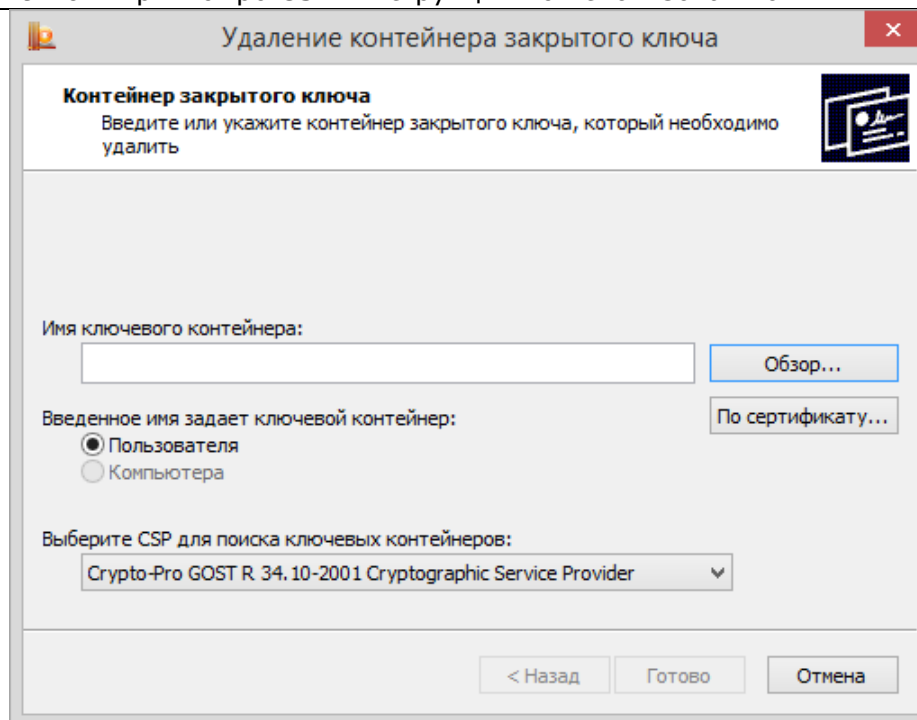 Удаление контейнера закрытого ключа
Контейнер закрытого ключа
Введите или укажите контейнер закрытого ключа, который необходимо
удалить
Имя ключевого контейнера:
Обзор...
Введенное имя задает ключевой контейнер:
По сертификату...
Пользователя
Компьютера
Выберите CSP для поиска ключевых контейнеров:
Crypto-Pro GOST R 34.10-2001 Cryptographic Service Provider
< Назад
Готово
Отмена